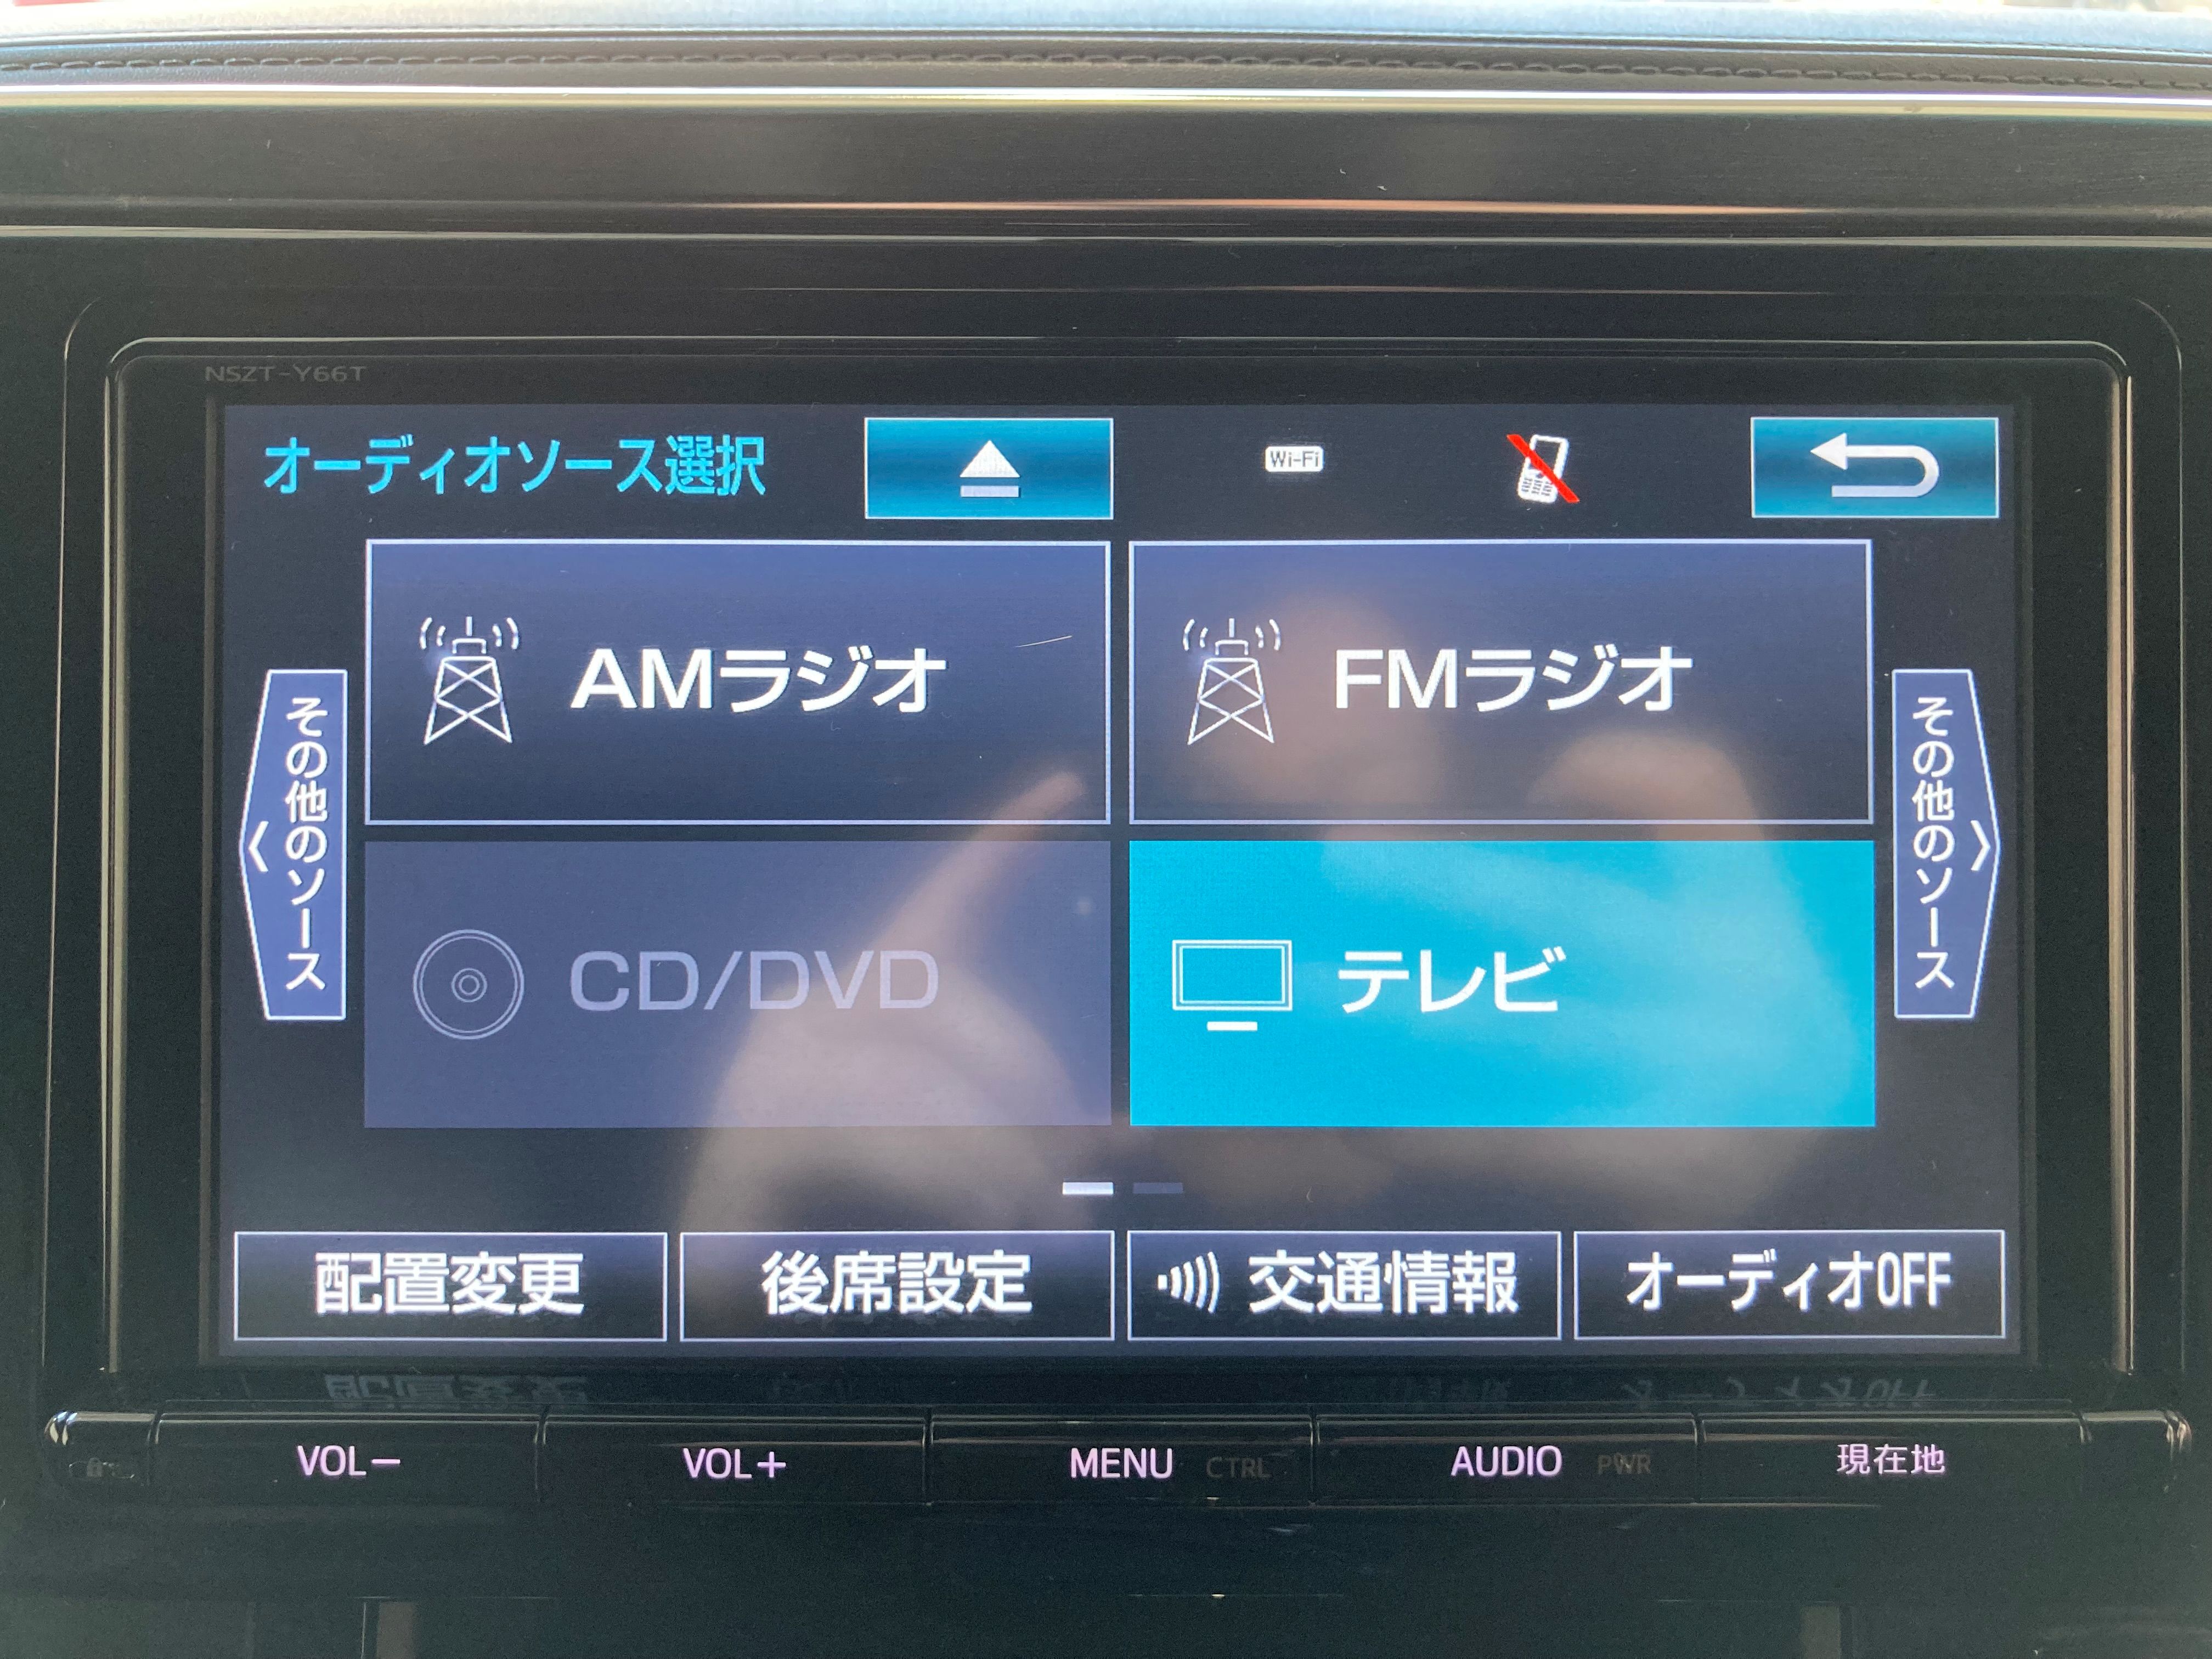 NSZT-Y66T
オーディオソース選択
Wi-Fi
AMラジオ
FMラジオ
その他のソース
その他のソース
CD/DVD
テレビ
配置変更
後席設定
交通情報
オーディオOFF
VOL−
VOL+
MENU CTRL
AUDIO PWR
現在地